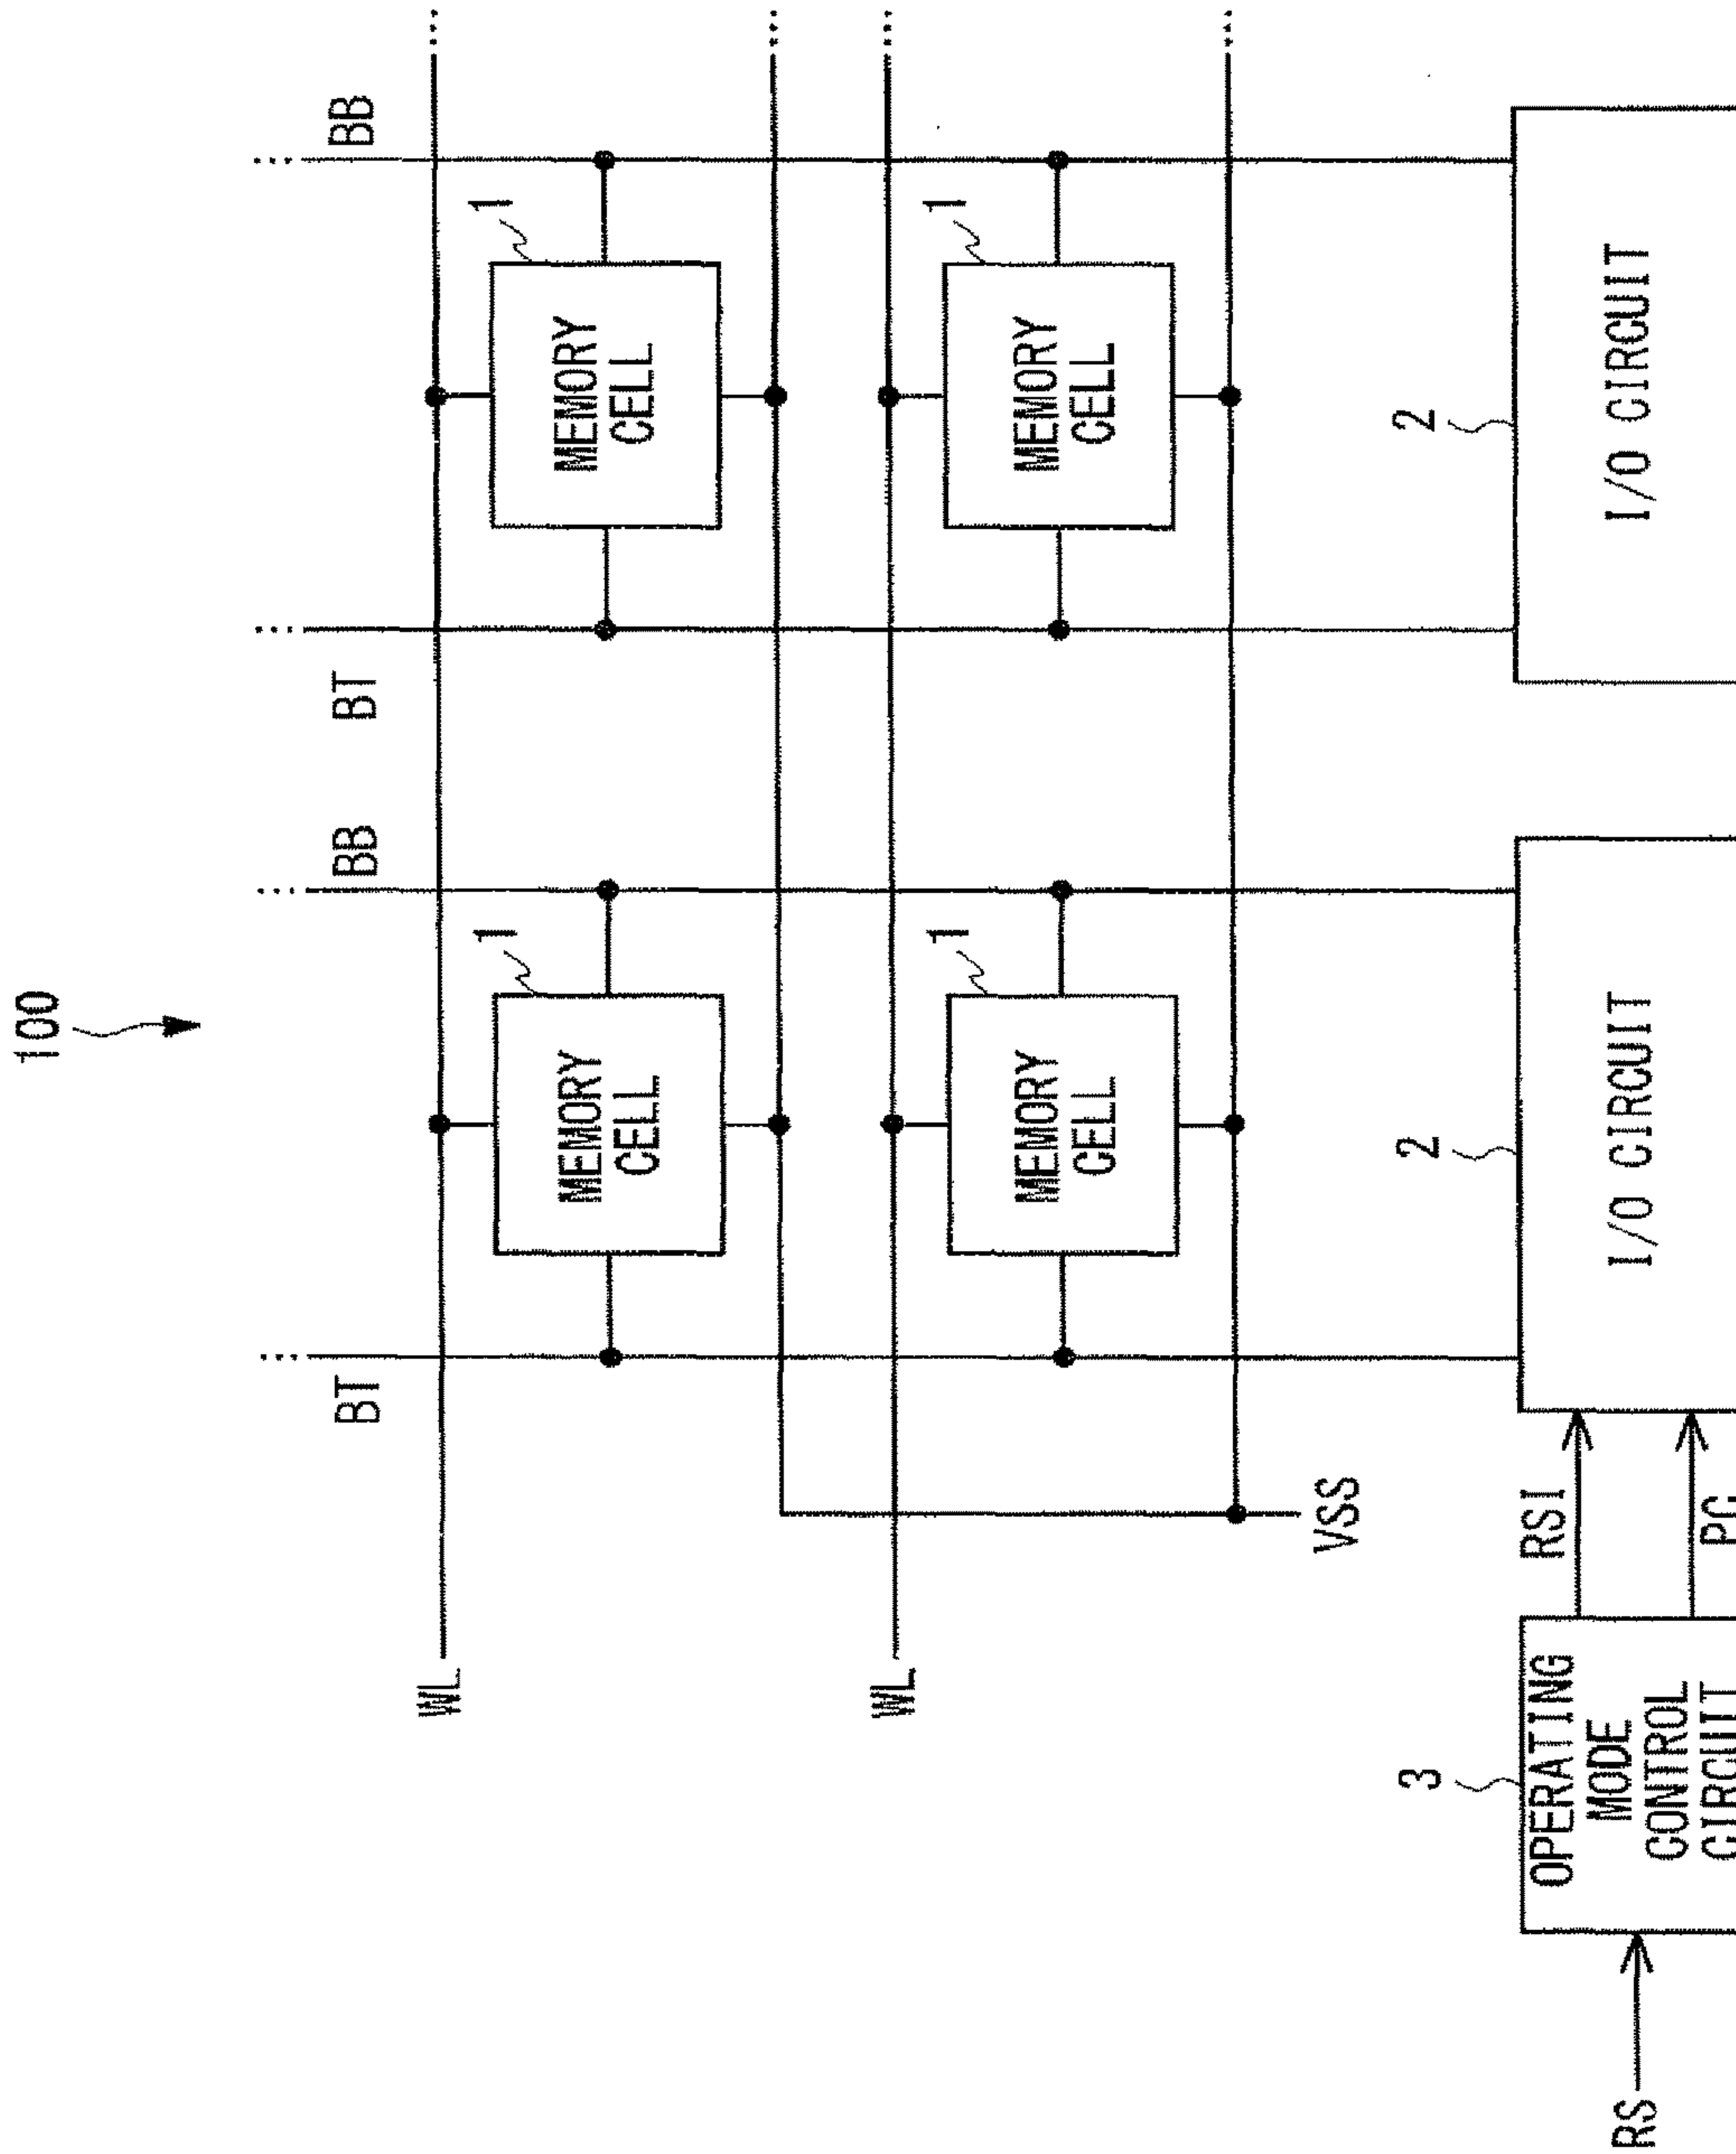 100
BT
BB
BT
BB
WL
1
1
MEMORY
CELL
MEMORY
CELL
WL
1
1
MEMORY
CELL
MEMORY
CELL
VSS
3
2
2
RS
OPERATING
MODE
CONTROL
CIRCUIT
RSI
I/O CIRCUIT
I/O CIRCUIT